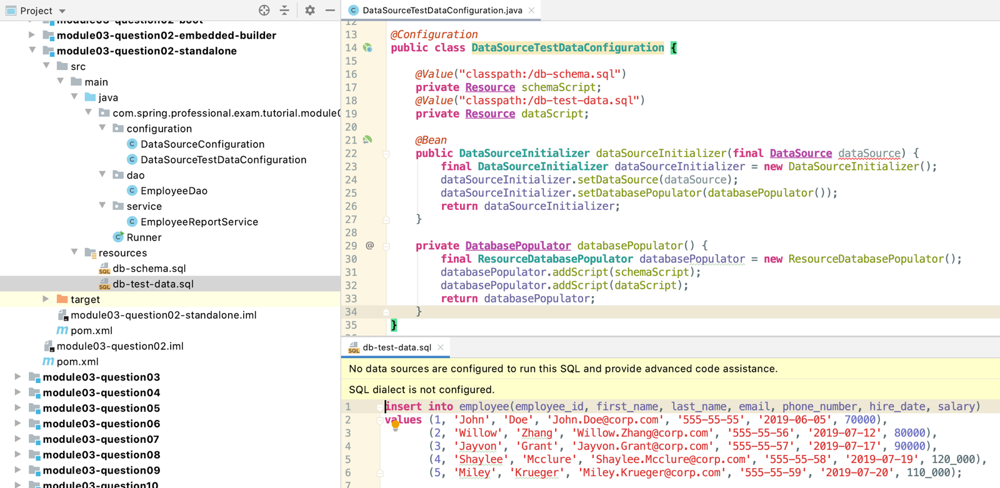 Project
module03-question02-boot
module03-question02-embedded-builder
module03-question02-standalone
src
main
java
com.spring.professional.exam.tutorial.module0
configuration
DataSourceConfiguration
DataSourceTestDataConfiguration
dao
EmployeeDao
service
EmployeeReportService
Runner
resources
db-schema.sql
db-test-data.sql
target
module03-question02-standalone.iml
pom.xml
module03-question02.iml
pom.xml
module03-question03
module03-question04
module03-question05
module03-question06
module03-question07
module03-question08
module03-question09
module03-question10
DataSourceTestDataConfiguration.java
12
13 @Configuration
14 public class DataSourceTestDataConfiguration {
15
16 @Value("classpath:/db-schema.sql")
17 private Resource schemaScript;
18 @Value("classpath:/db-test-data.sql")
19 private Resource dataScript;
20
21 @Bean
22 public DataSourceInitializer dataSourceInitializer(final DataSource dataSource) {
23 final DataSourceInitializer dataSourceInitializer = new DataSourceInitializer();
24 dataSourceInitializer.setDataSource(dataSource);
25 dataSourceInitializer.setDatabasePopulator(databasePopulator());
26 return dataSourceInitializer;
27 }
28
29 @ private DatabasePopulator databasePopulator() {
30 final ResourceDatabasePopulator databasePopulator = new ResourceDatabasePopulator();
31 databasePopulator.addScript(schemaScript);
32 databasePopulator.addScript(dataScript);
33 return databasePopulator;
34 }
35 }
db-test-data.sql
No data sources are configured to run this SQL and provide advanced code assistance.
SQL dialect is not configured.
1 insert into employee(employee_id, first_name, last_name, email, phone_number, hire_date, salary)
2 values (1, 'John', 'Doe', 'John.Doe@corp.com', '555-55-55', '2019-06-05', 70000),
3 (2, 'Willow', 'Zhang', 'Willow.Zhang@corp.com', '555-55-56', '2019-07-12', 80000),
4 (3, 'Jayvon', 'Grant', 'Jayvon.Grant@corp.com', '555-55-57', '2019-07-17', 90000),
5 (4, 'Shaylee', 'Mcclure', 'Shaylee.Mcclure@corp.com', '555-55-58', '2019-07-19', 120_000),
6 (5, 'Miley', 'Krueger', 'Miley.Krueger@corp.com', '555-55-59', '2019-07-20', 110_000);
7